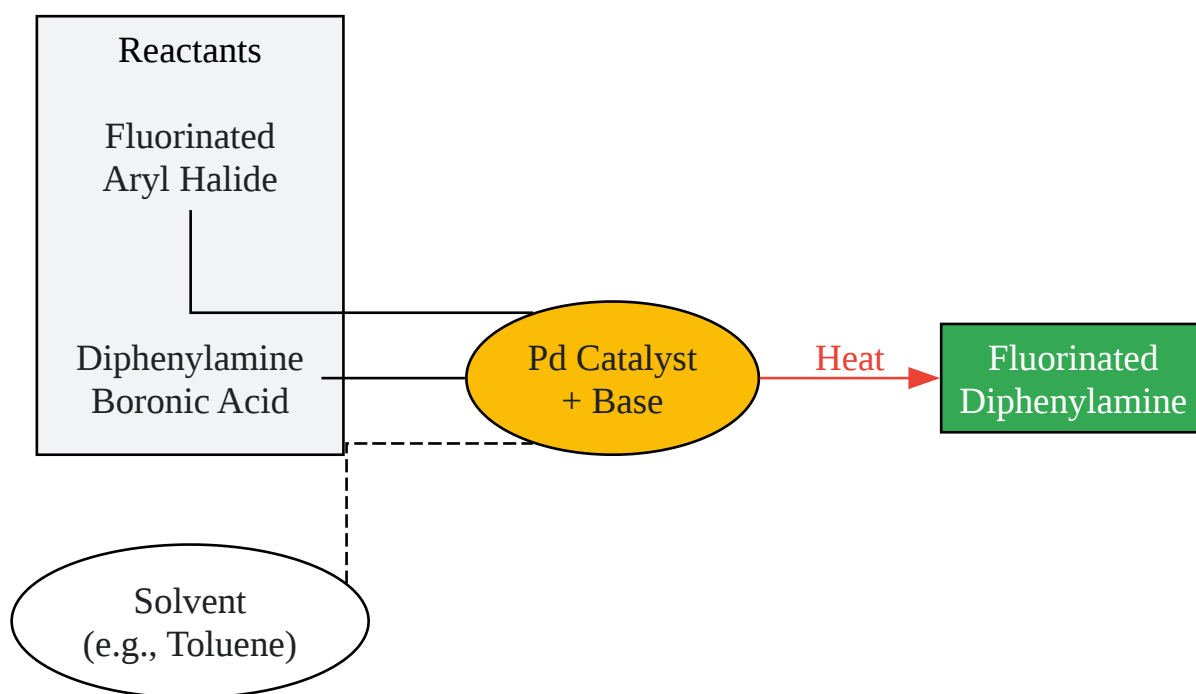 Reactants
Fluorinated
Aryl Halide
Diphenylamine
Boronic Acid
Pd Catalyst
+ Base
Heat
Fluorinated
Diphenylamine
Solvent
(e.g., Toluene)